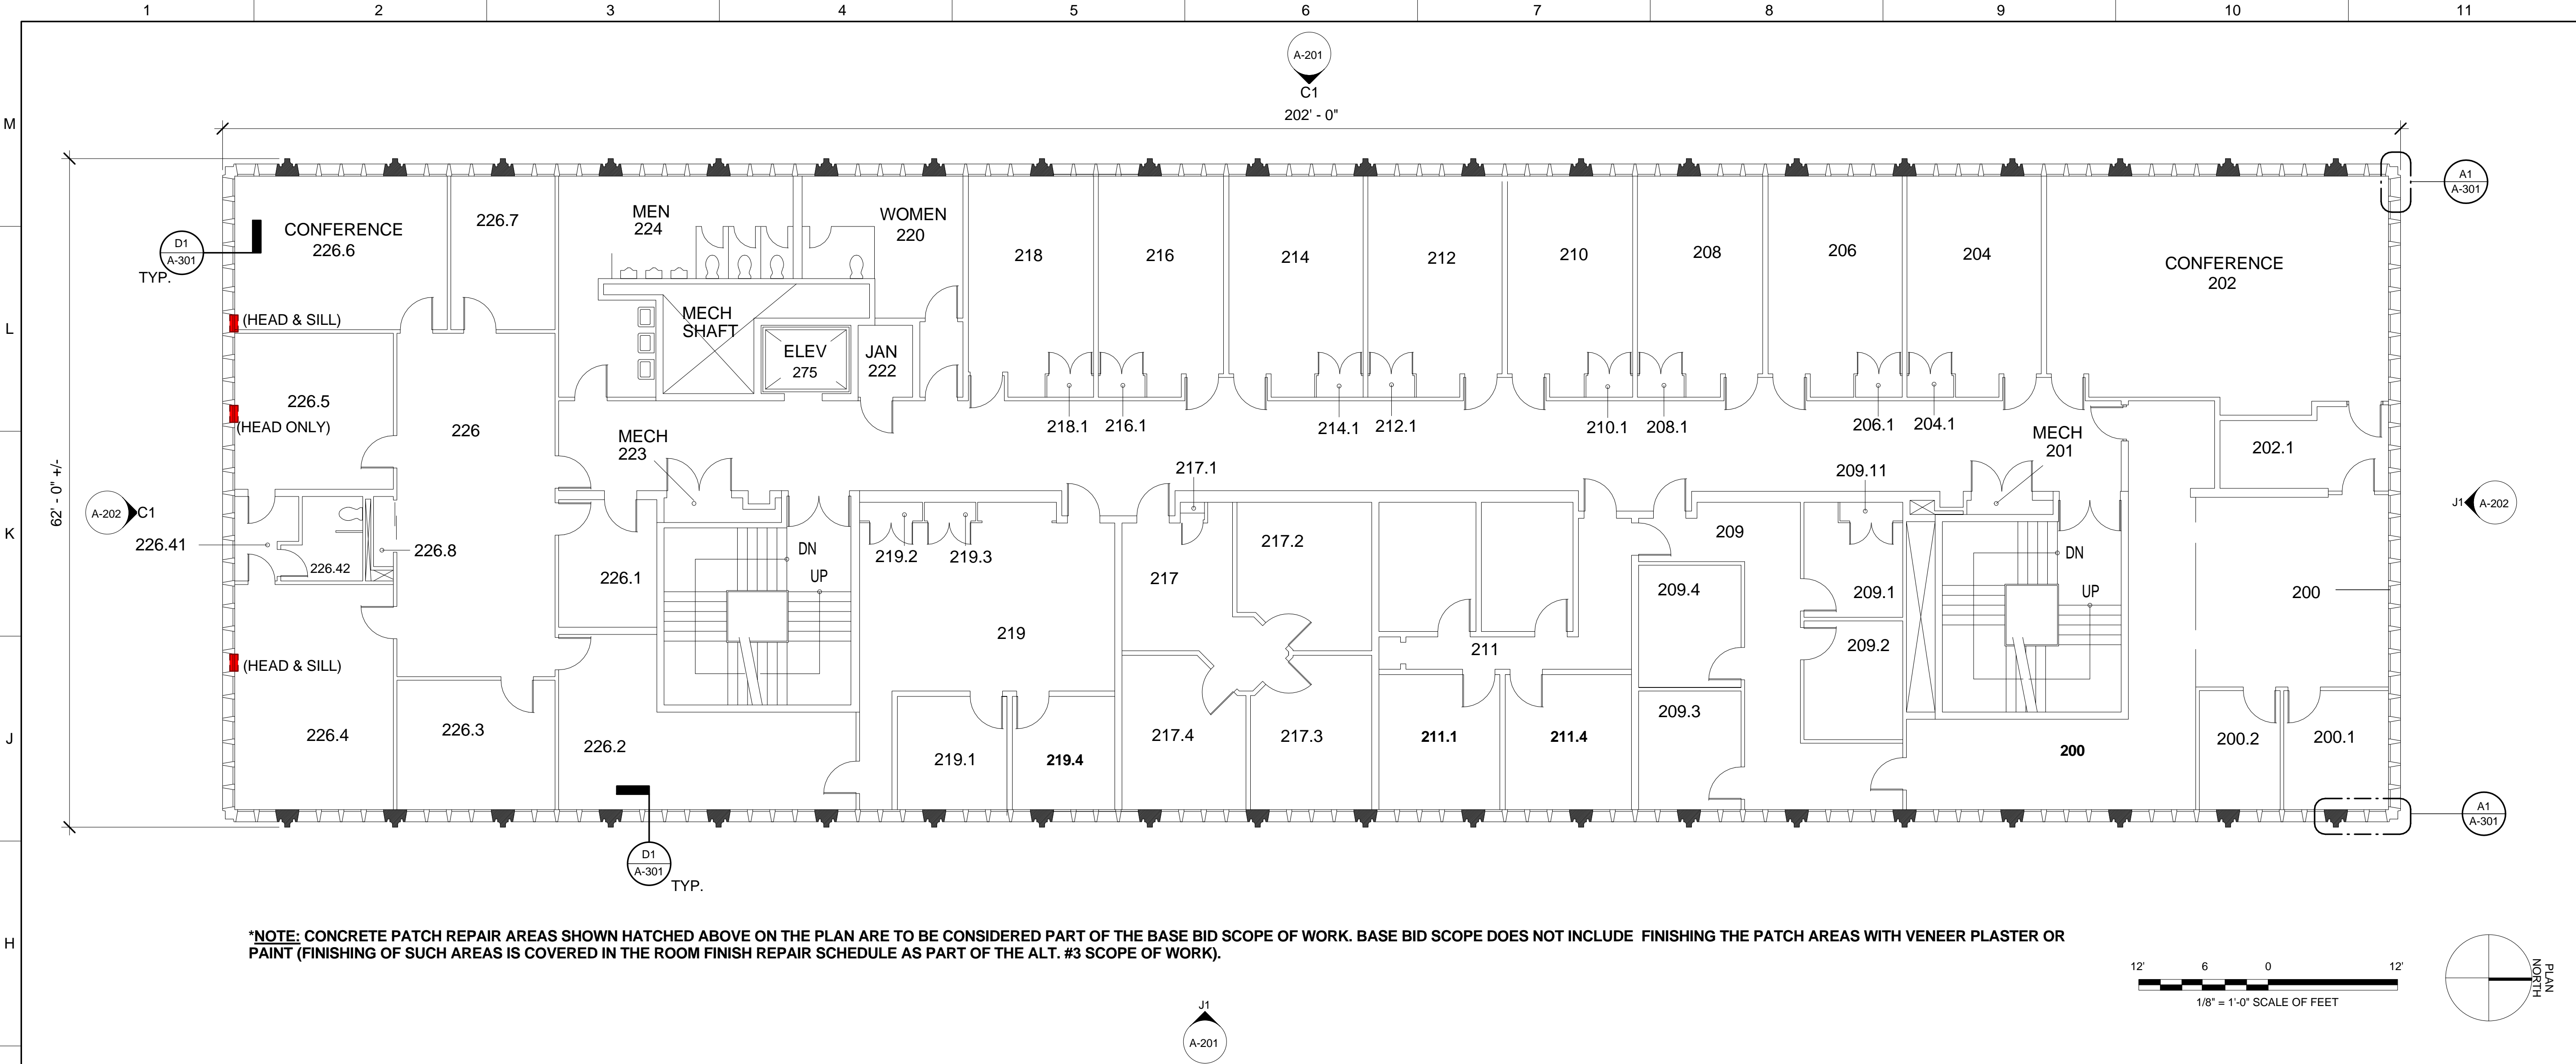 1 2 3 4 5 6 7 8 9 10 11
A-201
C1
202' - 0"
M
A1
A-301
MEN
224
WOMEN
220
226.7
CONFERENCE
226.6
D1
A-301
TYP.
218
216
214
212
210
208
206
204
CONFERENCE
202
L
(HEAD & SILL)
MECH
SHAFT
ELEV
275
JAN
222
226.5
(HEAD ONLY)
226
MECH
223
218.1
216.1
214.1
212.1
210.1
208.1
206.1
204.1
MECH
201
202.1
217.1
209.11
62' - 0" +/-
A-202
C1
J1
A-202
K
226.41
226.8
226.42
226.1
DN
UP
219.2
219.3
217
217.2
209
209.4
209.1
DN
UP
200
219
211
209.2
(HEAD & SILL)
J
226.4
226.3
226.2
219.1
219.4
217.4
217.3
211.1
211.4
209.3
200
200.2
200.1
A1
A-301
D1
A-301
TYP.
H
*NOTE: CONCRETE PATCH REPAIR AREAS SHOWN HATCHED ABOVE ON THE PLAN ARE TO BE CONSIDERED PART OF THE BASE BID SCOPE OF WORK. BASE BID SCOPE DOES NOT INCLUDE FINISHING THE PATCH AREAS WITH VENEER PLASTER OR
PAINT (FINISHING OF SUCH AREAS IS COVERED IN THE ROOM FINISH REPAIR SCHEDULE AS PART OF THE ALT. #3 SCOPE OF WORK).
12' 6 0 12'
1/8" = 1'-0" SCALE OF FEET
PLAN
NORTH
J1
A-201